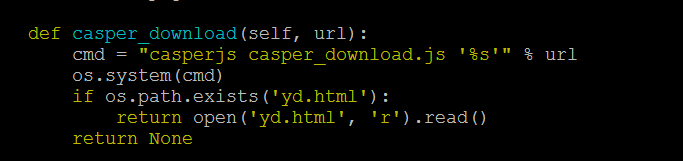 def casper_download(self, url):
    cmd = "casperjs casper_download.js '%s'" % url
    os.system(cmd)
    if os.path.exists('yd.html'):
        return open('yd.html', 'r').read()
    return None